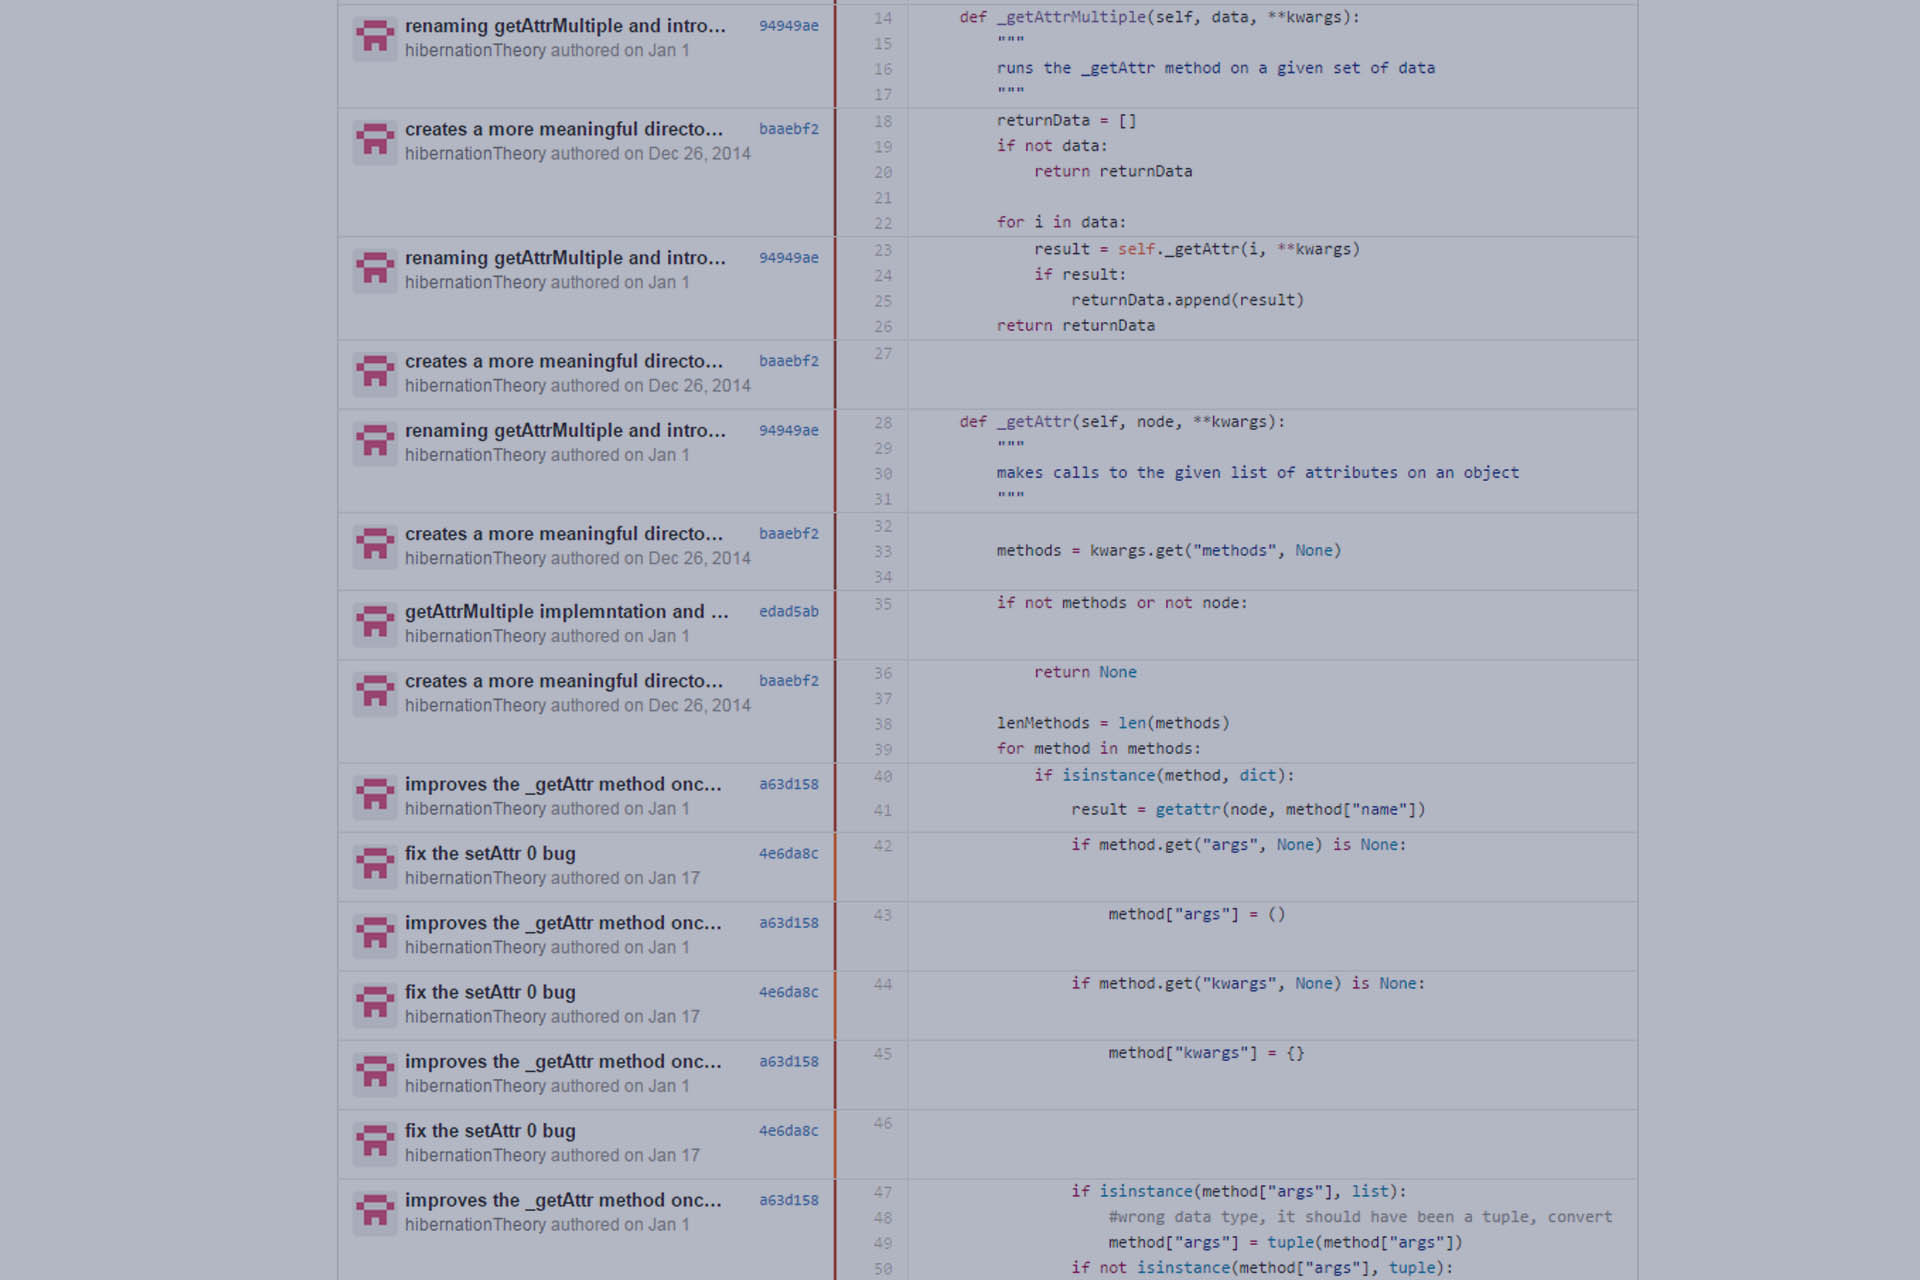 renaming getAttrMultiple and intro... 94949ae
hibernationTheory authored on Jan 1
14 def _getAttrMultiple(self, data, **kwargs):
15 """
16 runs the _getAttr method on a given set of data
17 """
creates a more meaningful directo... baaebf2
hibernationTheory authored on Dec 26, 2014
18 returnData = []
19 if not data:
20 return returnData
21
22 for i in data:
renaming getAttrMultiple and intro... 94949ae
hibernationTheory authored on Jan 1
23 result = self._getAttr(i, **kwargs)
24 if result:
25 returnData.append(result)
26 return returnData
creates a more meaningful directo... baaebf2
hibernationTheory authored on Dec 26, 2014
27
renaming getAttrMultiple and intro... 94949ae
hibernationTheory authored on Jan 1
28 def _getAttr(self, node, **kwargs):
29 """
30 makes calls to the given list of attributes on an object
31 """
creates a more meaningful directo... baaebf2
hibernationTheory authored on Dec 26, 2014
32
33 methods = kwargs.get("methods", None)
34
getAttrMultiple implemntation and ... edad5ab
hibernationTheory authored on Jan 1
35 if not methods or not node:
creates a more meaningful directo... baaebf2
hibernationTheory authored on Dec 26, 2014
36 return None
37
38 lenMethods = len(methods)
39 for method in methods:
improves the _getAttr method onc... a63d158
hibernationTheory authored on Jan 1
40 if isinstance(method, dict):
41 result = getattr(node, method["name"])
fix the setAttr 0 bug 4e6da8c
hibernationTheory authored on Jan 17
42 if method.get("args", None) is None:
improves the _getAttr method onc... a63d158
hibernationTheory authored on Jan 1
43 method["args"] = ()
fix the setAttr 0 bug 4e6da8c
hibernationTheory authored on Jan 17
44 if method.get("kwargs", None) is None:
improves the _getAttr method onc... a63d158
hibernationTheory authored on Jan 1
45 method["kwargs"] = {}
fix the setAttr 0 bug 4e6da8c
hibernationTheory authored on Jan 17
46
improves the _getAttr method onc... a63d158
hibernationTheory authored on Jan 1
47 if isinstance(method["args"], list):
48 #wrong data type, it should have been a tuple, convert
49 method["args"] = tuple(method["args"])
50 if not isinstance(method["args"], tuple):